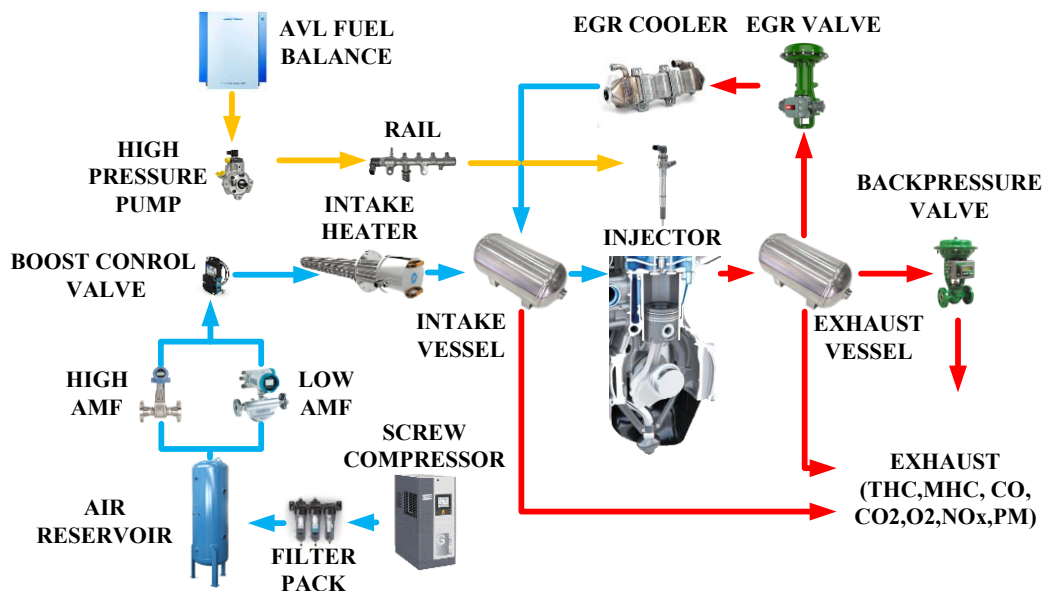 AVL FUEL
BALANCE
EGR COOLER
EGR VALVE
HIGH
PRESSURE
PUMP
RAIL
BACKPRESSURE
VALVE
INTAKE
HEATER
INJECTOR
BOOST CONROL
VALVE
INTAKE
VESSEL
EXHAUST
VESSEL
HIGH
AMF
LOW
AMF
SCREW
COMPRESSOR
EXHAUST
(THC,MHC, CO,
CO2,O2,NOx,PM)
AIR
RESERVOIR
FILTER
PACK